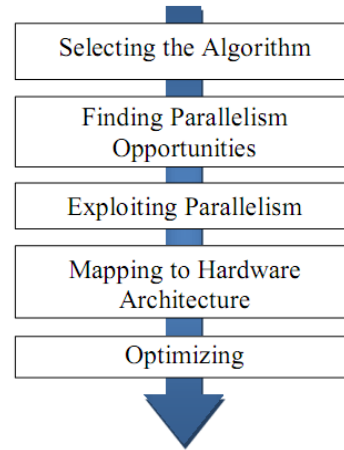 Selecting the Algorithm
Finding Parallelism
Opportunities
Exploiting Parallelism
Mapping to Hardware
Architecture
Optimizing